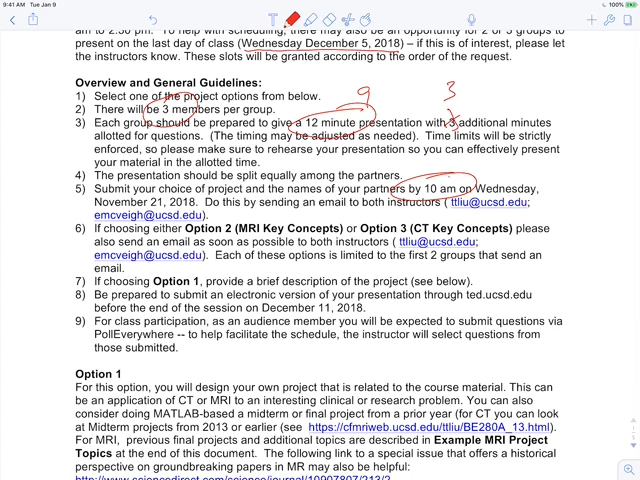 9:41 AM Tue Jan 9
100%
am to 2:30 pm. To help with scheduling, there may also be an opportunity for 2 or 3 groups to
present on the last day of class (Wednesday December 5, 2018) – if this is of interest, please let
the instructors know. These slots will be granted according to the order of the request.
Overview and General Guidelines:
1) Select one of the project options from below.
2) There will be 3 members per group.
9 3
3) Each group should be prepared to give a 12 minute presentation with 3 additional minutes
allotted for questions. (The timing may be adjusted as needed). Time limits will be strictly
enforced, so please make sure to rehearse your presentation so you can effectively present
your material in the allotted time.
4) The presentation should be split equally among the partners.
5) Submit your choice of project and the names of your partners by 10 am on Wednesday,
November 21, 2018. Do this by sending an email to both instructors ( ttliu@ucsd.edu;
emcveigh@ucsd.edu).
6) If choosing either Option 2 (MRI Key Concepts) or Option 3 (CT Key Concepts) please
also send an email as soon as possible to both instructors ( ttliu@ucsd.edu;
emcveigh@ucsd.edu). Each of these options is limited to the first 2 groups that send an
email.
7) If choosing Option 1, provide a brief description of the project (see below).
8) Be prepared to submit an electronic version of your presentation through ted.ucsd.edu
before the end of the session on December 11, 2018.
9) For class participation, as an audience member you will be expected to submit questions via
PollEverywhere -- to help facilitate the schedule, the instructor will select questions from
those submitted.
Option 1
For this option, you will design your own project that is related to the course material. This can
be an application of CT or MRI to an interesting clinical or research problem. You can also
consider doing MATLAB-based a midterm or final project from a prior year (for CT you can look
at Midterm projects from 2013 or earlier (see https://cfmriweb.ucsd.edu/ttliu/BE280A_13.html).
For MRI, previous final projects and additional topics are described in Example MRI Project
Topics at the end of this document. The following link to a special issue that offers a historical
perspective on groundbreaking papers in MR may also be helpful:
http://www.sciencedirect.com/science/journal/10907807/213/2